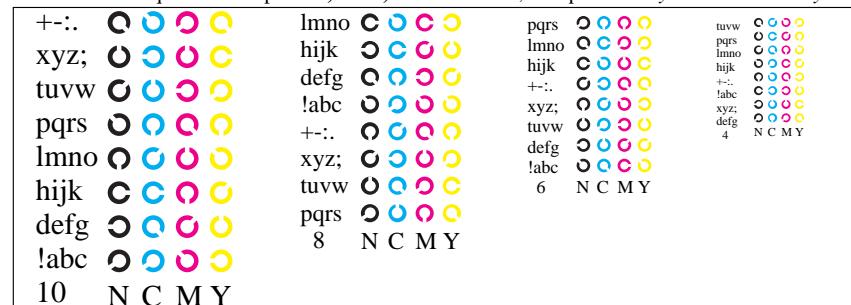 +-:.
xyz;
tuvw
pqrs
lmno
hijk
defg
!abc
10 N C M Y
lmno
hijk
defg
!abc
+-:.
xyz;
tuvw
pqrs
8 N C M Y
pqrs
lmno
hijk
+-:.
xyz;
tuvw
defg
!abc
6 N C M Y
tuvw
pqrs
lmno
hijk
+-:.
!abc
xyz;
defg
4 N C M Y